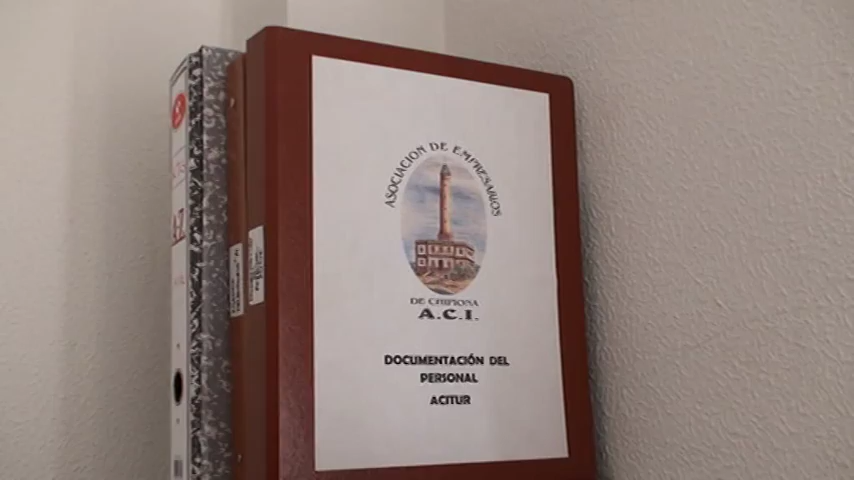 ASOCIACION DE EMPRESARIOS
DE CHIPIONA
A.C.I.
DOCUMENTACIÓN DEL
PERSONAL
ACITUR